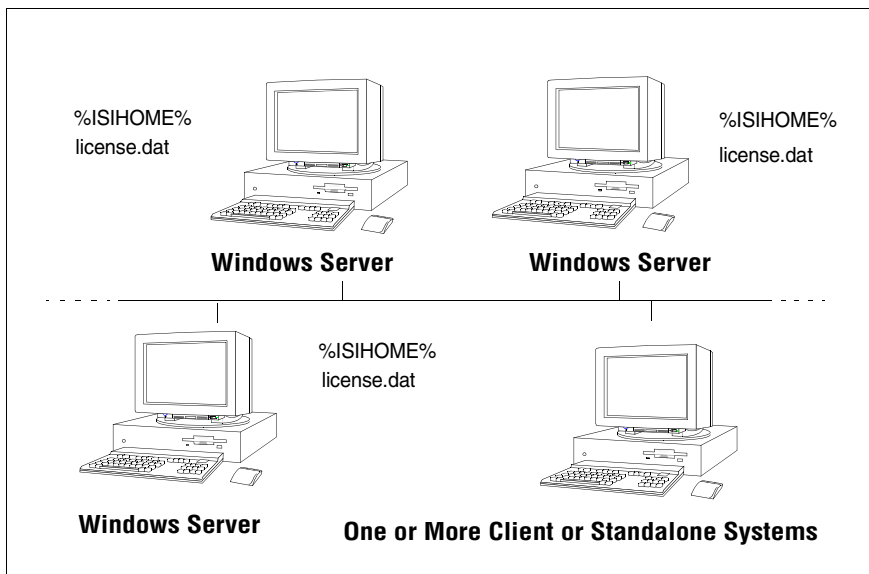 %ISIHOME%
license.dat
%ISIHOME%
license.dat
Windows Server
Windows Server
%ISIHOME%
license.dat
Windows Server
One or More Client or Standalone Systems